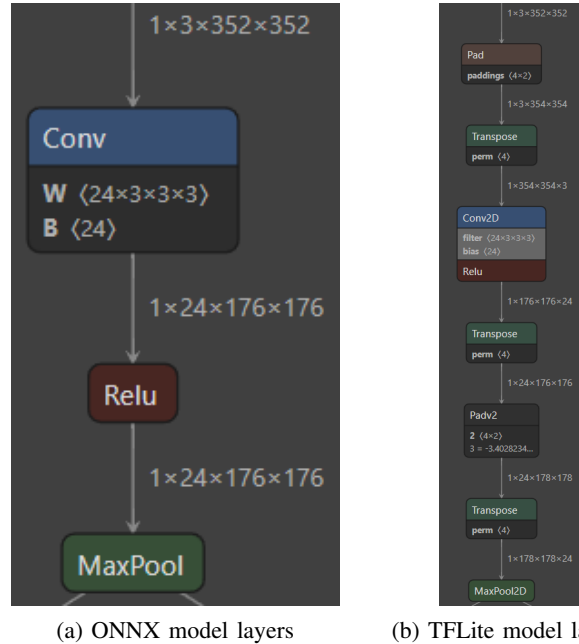 1×3×352×352
Conv
W ⟨24×3×3×3⟩
B ⟨24⟩
1×24×176×176
Relu
1×24×176×176
MaxPool
(a) ONNX model layers
1×3×352×352
Pad
paddings ⟨4×2⟩
1×3×354×354
Transpose
perm ⟨4⟩
1×354×354×3
Conv2D
filter ⟨24×3×3×3⟩
bias ⟨24⟩
Relu
1×176×176×24
Transpose
perm ⟨4⟩
1×24×176×176
Padv2
2 ⟨4×2⟩
3 = -3.4028234...
1×24×178×178
Transpose
perm ⟨4⟩
1×178×178×24
MaxPool2D
(b) TFLite model l